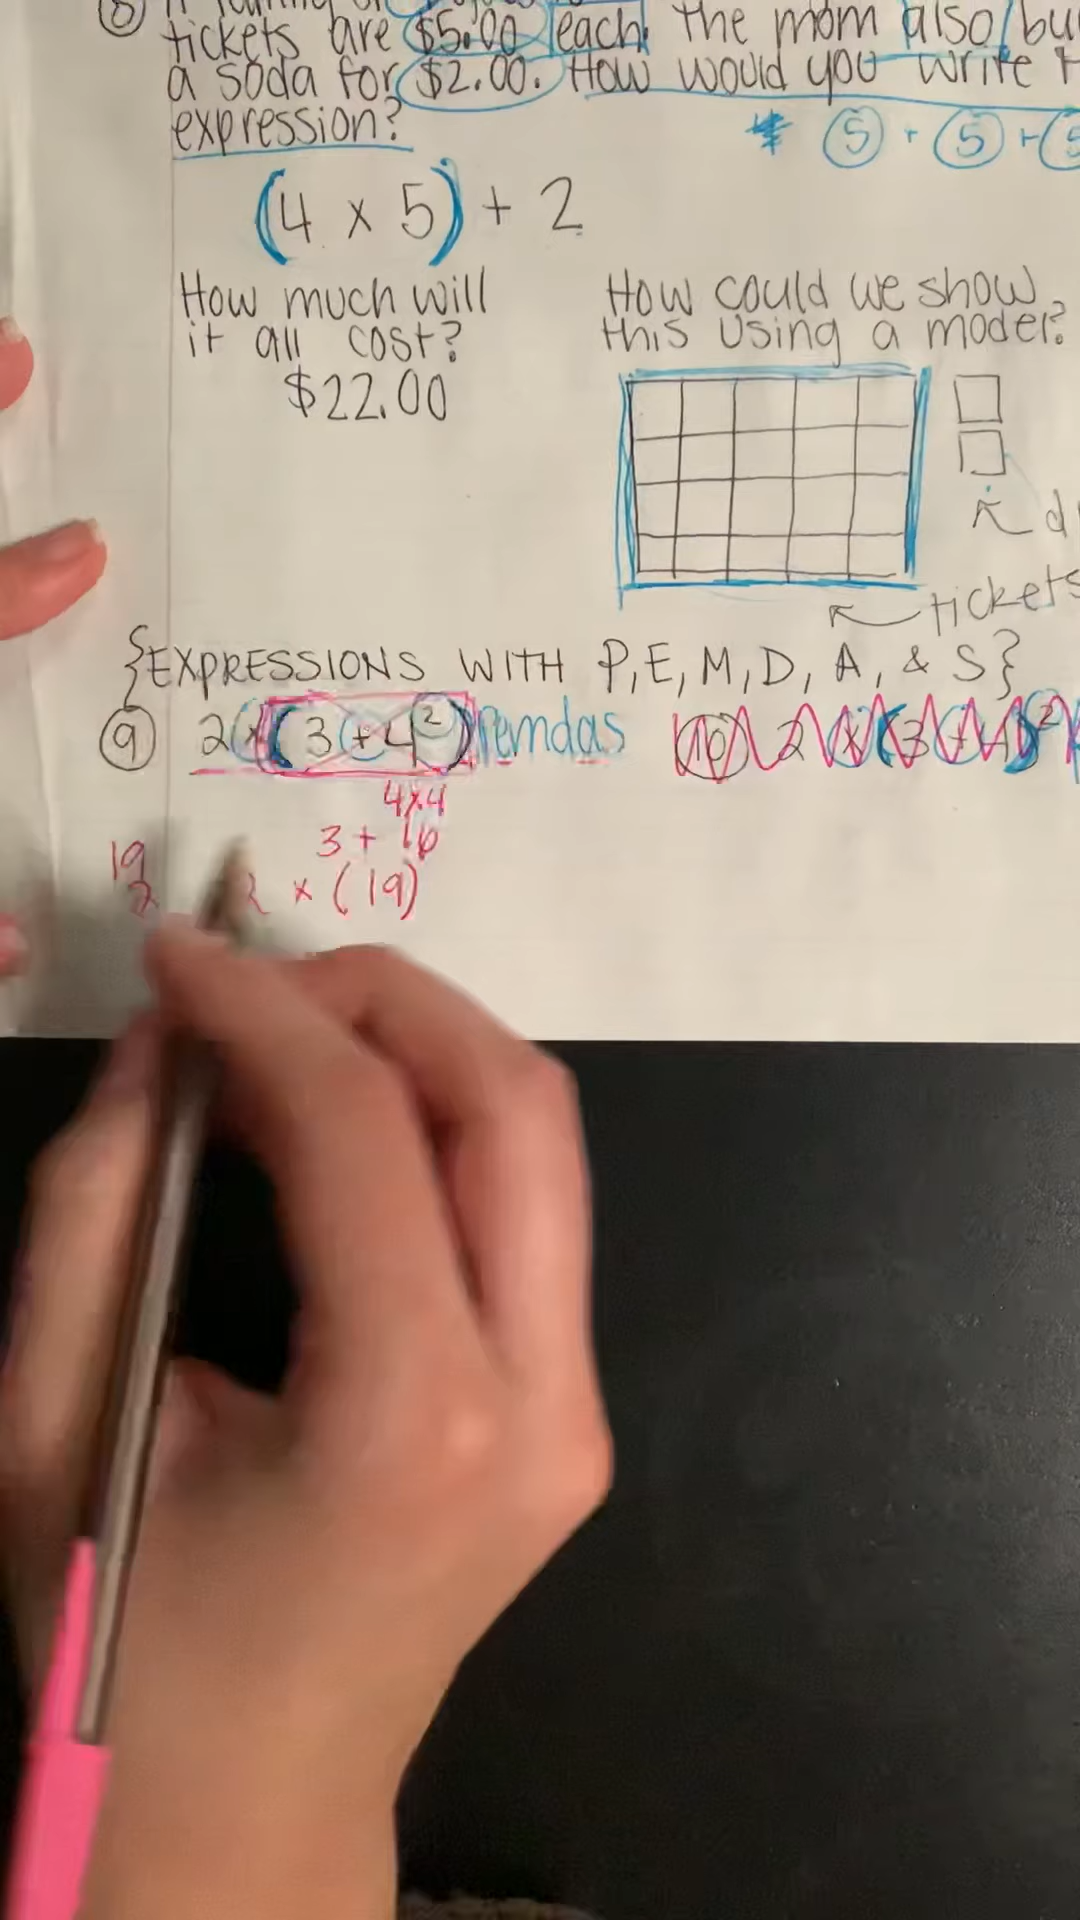 ⑧
tickets are $5.00 each, the mom also
a soda for $2.00. How would you write
expression?
* 5 + 5 + 5
(4 x 5) + 2
How much will
it all cost?
$22.00
How could we show
this using a model?
tickets
{EXPRESSIONS WITH P, E, M, D, A, & S}
⑨ 2 x (3 + 4²) Pemdas
4x4
3 + 16
2 x (19)
19
2